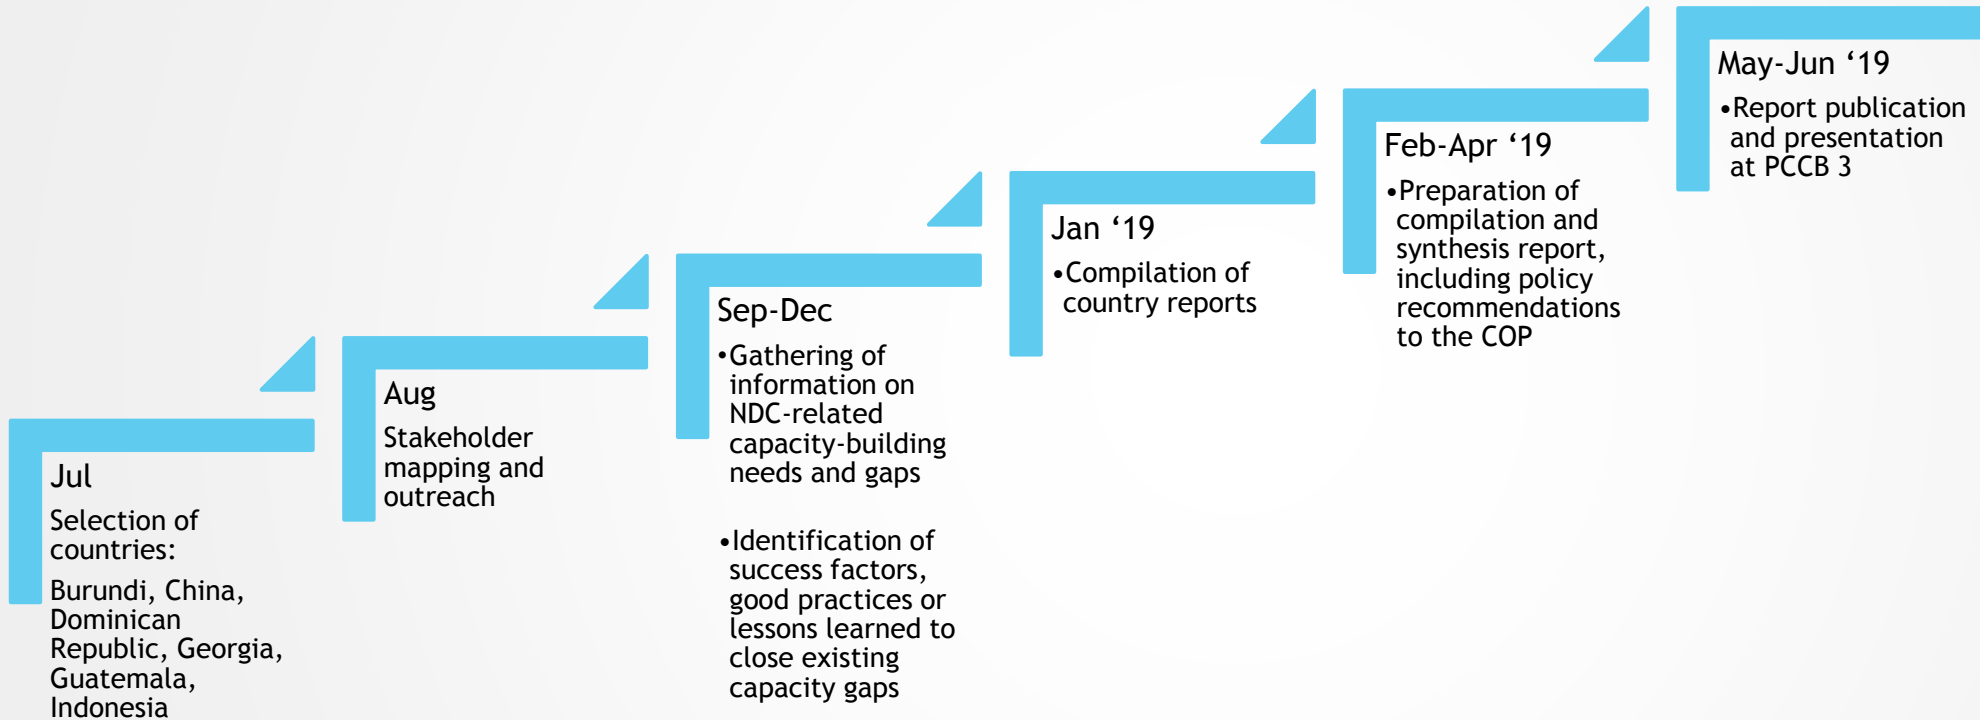 Jul
Selection of
countries:
Burundi, China,
Dominican
Republic, Georgia,
Guatemala,
Indonesia
Aug
Stakeholder
mapping and
outreach
Sep-Dec
•Gathering of
information on
NDC-related
capacity-building
needs and gaps
•Identification of
success factors,
good practices or
lessons learned to
close existing
capacity gaps
Jan ‘19
•Compilation of
country reports
Feb-Apr ‘19
•Preparation of
compilation and
synthesis report,
including policy
recommendations
to the COP
May-Jun ‘19
•Report publication
and presentation
at PCCB 3